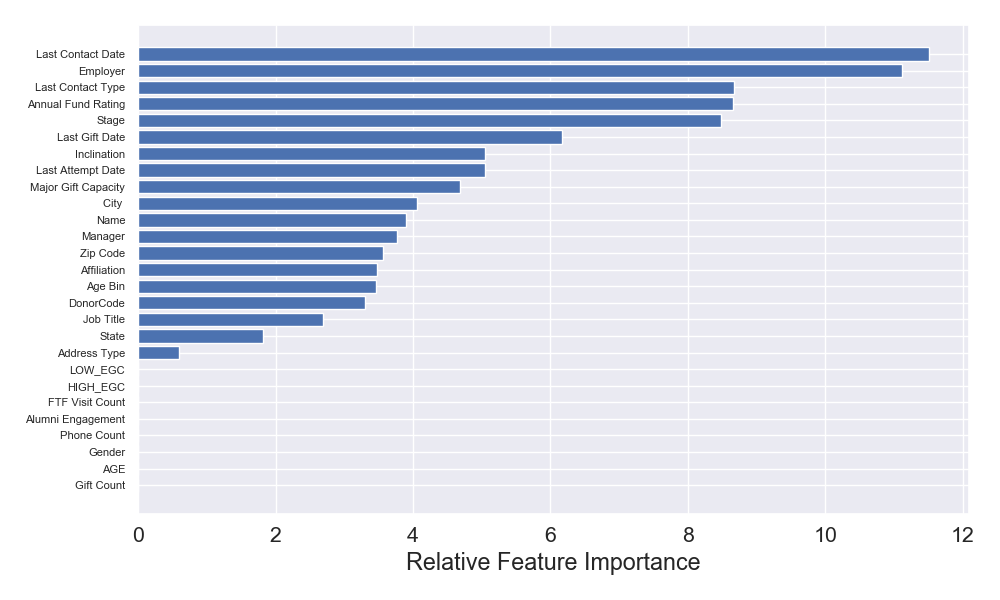 Last Contact Date
Employer
Last Contact Type
Annual Fund Rating
Stage
Last Gift Date
Inclination
Last Attempt Date
Major Gift Capacity
City
Name
Manager
Zip Code
Affiliation
Age Bin
DonorCode
Job Title
State
Address Type
LOW_EGC
HIGH_EGC
FTF Visit Count
Alumni Engagement
Phone Count
Gender
AGE
Gift Count
0 2 4 6 8 10 12
Relative Feature Importance